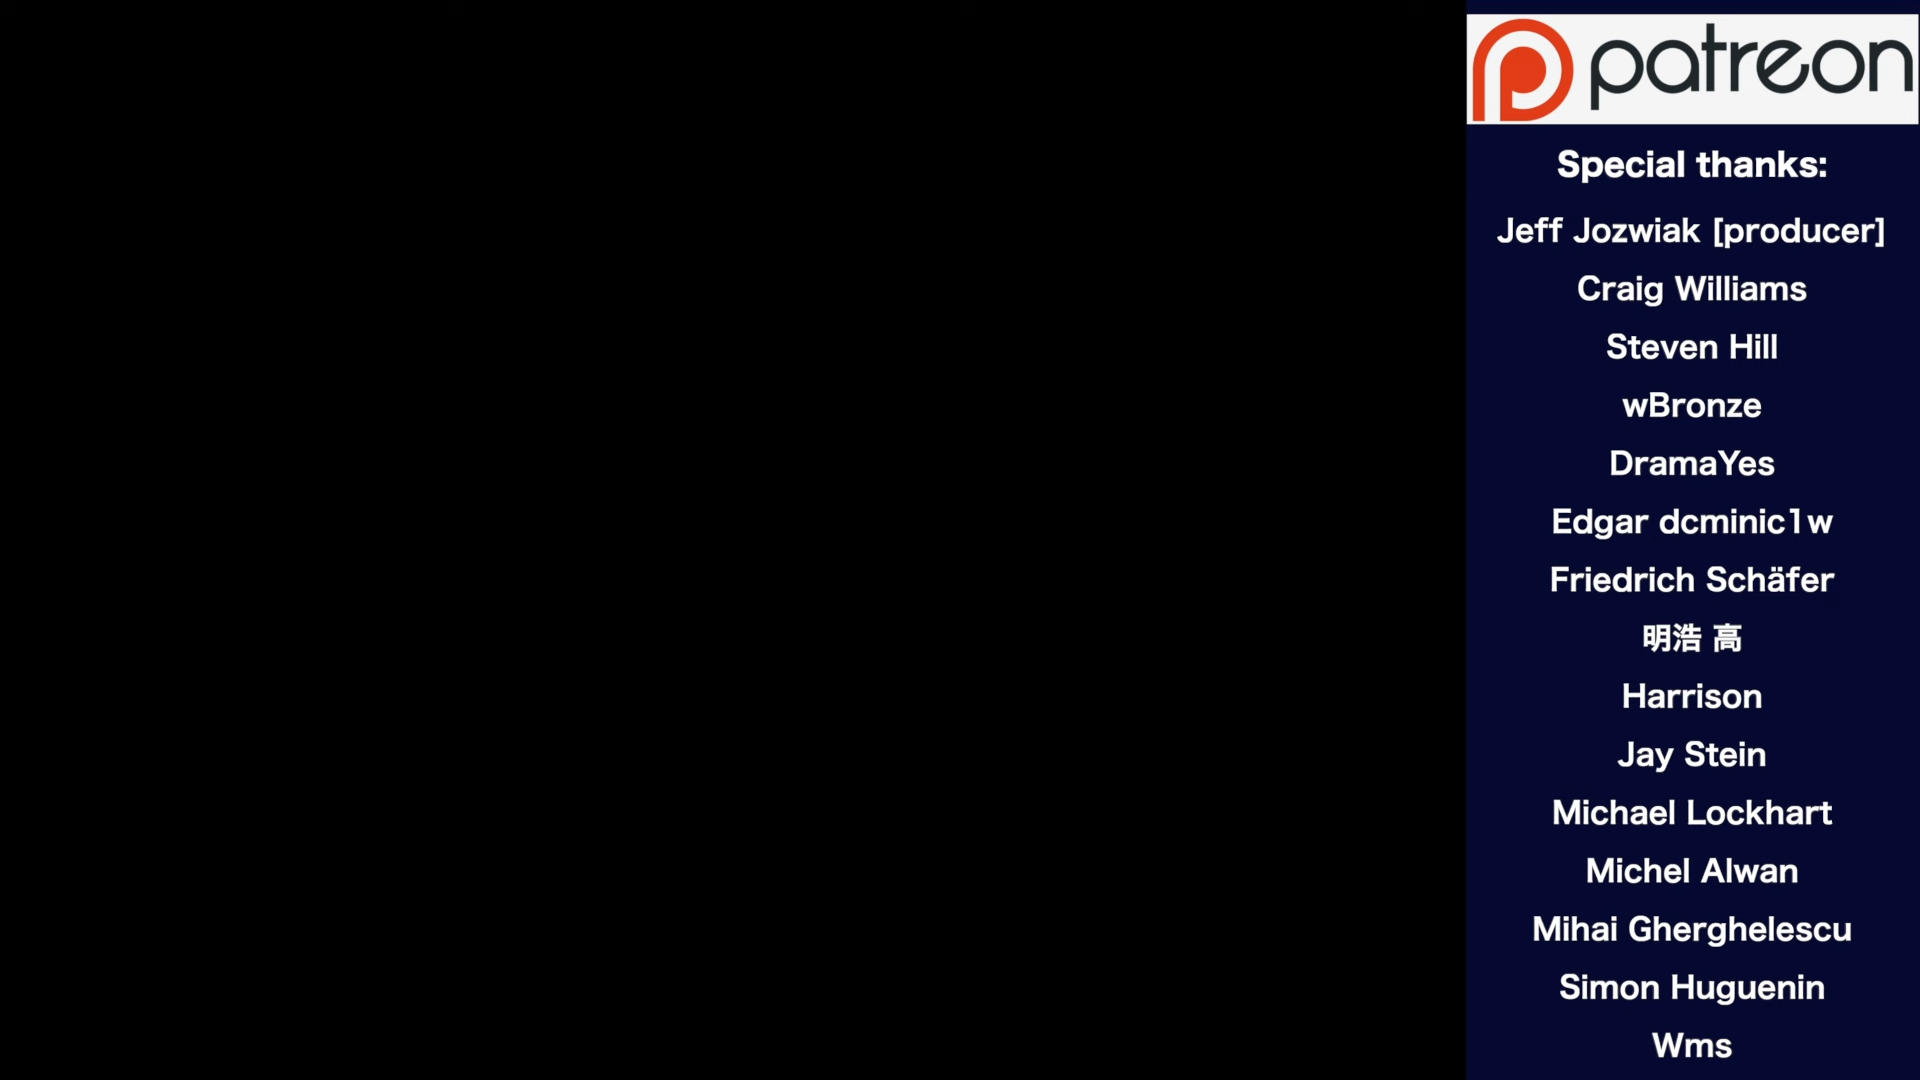 patreon
Special thanks:
Jeff Jozwiak [producer]
Craig Williams
Steven Hill
wBronze
DramaYes
Edgar dcminic1w
Friedrich Schäfer
明浩 高
Harrison
Jay Stein
Michael Lockhart
Michel Alwan
Mihai Gherghelescu
Simon Huguenin
Wms